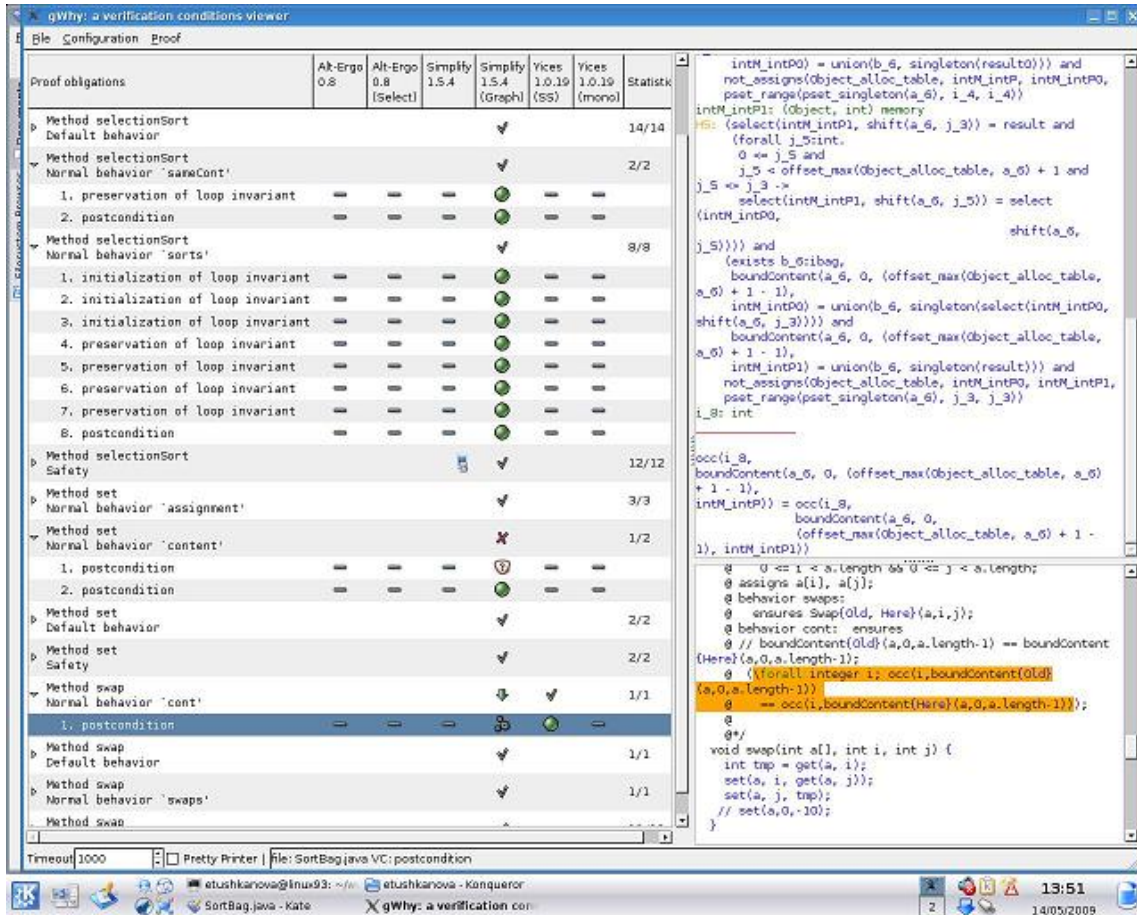 gWhy: a verification conditions viewer
File Configuration Proof
Proof obligations
Alt-Ergo 0.8
Alt-Ergo 0.8 (Select)
Simplify 1.5.4
Simplify 1.5.4 (Graph)
Yices 1.0.19 (SS)
Yices 1.0.19 (mono)
Statistic
Method selectionSort
Default behavior
14/14
Method selectionSort
Normal behavior `sameCont'
2/2
1. preservation of loop invariant
2. postcondition
Method selectionSort
Normal behavior `sorts'
8/8
1. initialization of loop invariant
2. initialization of loop invariant
3. initialization of loop invariant
4. preservation of loop invariant
5. preservation of loop invariant
6. preservation of loop invariant
7. preservation of loop invariant
8. postcondition
Method selectionSort
Safety
12/12
Method set
Normal behavior `assignment'
3/3
Method set
Normal behavior `content'
1/2
1. postcondition
2. postcondition
Method set
Default behavior
2/2
Method set
Safety
2/2
Method swap
Normal behavior `cont'
1/1
1. postcondition
Method swap
Default behavior
1/1
Method swap
Normal behavior `swaps'
1/1
Method swap
intM_intP0) = union(b_6, singleton(result0))) and
not_assigns(Object_alloc_table, intM_intP, intM_intP0,
pset_range(pset_singleton(a_6), i_4, i_4))
intM_intP1: (Object, int) memory
H5: (select(intM_intP1, shift(a_6, j_3)) = result and
(forall j_5:int.
0 <= j_5 and
j_5 < offset_max(Object_alloc_table, a_6) + 1 and
j_5 <> j_3 ->
select(intM_intP1, shift(a_6, j_5)) = select
(intM_intP0,
shift(a_6,
j_5)))) and
(exists b_6:ibag,
boundContent(a_6, 0, (offset_max(Object_alloc_table,
a_6) + 1 - 1),
intM_intP0) = union(b_6, singleton(select(intM_intP0,
shift(a_6, j_3)))) and
boundContent(a_6, 0, (offset_max(Object_alloc_table,
a_6) + 1 - 1),
intM_intP1) = union(b_6, singleton(result))) and
not_assigns(Object_alloc_table, intM_intP0, intM_intP1,
pset_range(pset_singleton(a_6), j_3, j_3))
i_8: int
occ(i_8,
boundContent(a_6, 0, (offset_max(Object_alloc_table, a_6)
+ 1 - 1),
intM_intP)) = occ(i_8,
boundContent(a_6, 0,
(offset_max(Object_alloc_table, a_6) + 1 -
1), intM_intP1))
@ 0 <= i < a.length && 0 <= j < a.length;
@ assigns a[i], a[j];
@ behavior swaps:
@ ensures Swap{Old, Here}(a,i,j);
@ behavior cont: ensures
@ // boundContent{Old}(a,0,a.length-1) == boundContent
{Here}(a,0,a.length-1);
@ (\forall integer i; occ(i,boundContent{Old}
(a,0,a.length-1))
@ == occ(i,boundContent{Here}(a,0,a.length-1)));
@
@*/
void swap(int a[], int i, int j) {
int tmp = get(a, i);
set(a, i, get(a, j));
set(a, j, tmp);
// set(a,0,-10);
}
Timeout 1000
Pretty Printer
file: SortBag.java VC: postcondition
etushkanova@linux93: ~/
etushkanova - Konqueror
SortBag.java - Kate
gWhy: a verification con
2
13:51
14/05/2009